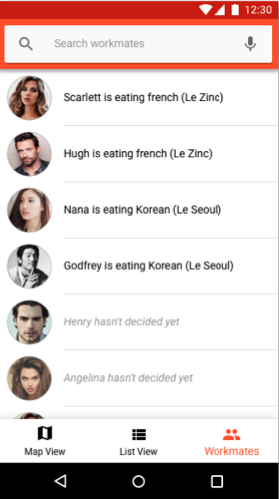 12:30
Search workmates
Scarlett is eating french (Le Zinc)
Hugh is eating french (Le Zinc)
Nana is eating Korean (Le Seoul)
Godfrey is eating Korean (Le Seoul)
Henry hasn't decided yet
Angelina hasn't decided yet
Map View List View Workmates